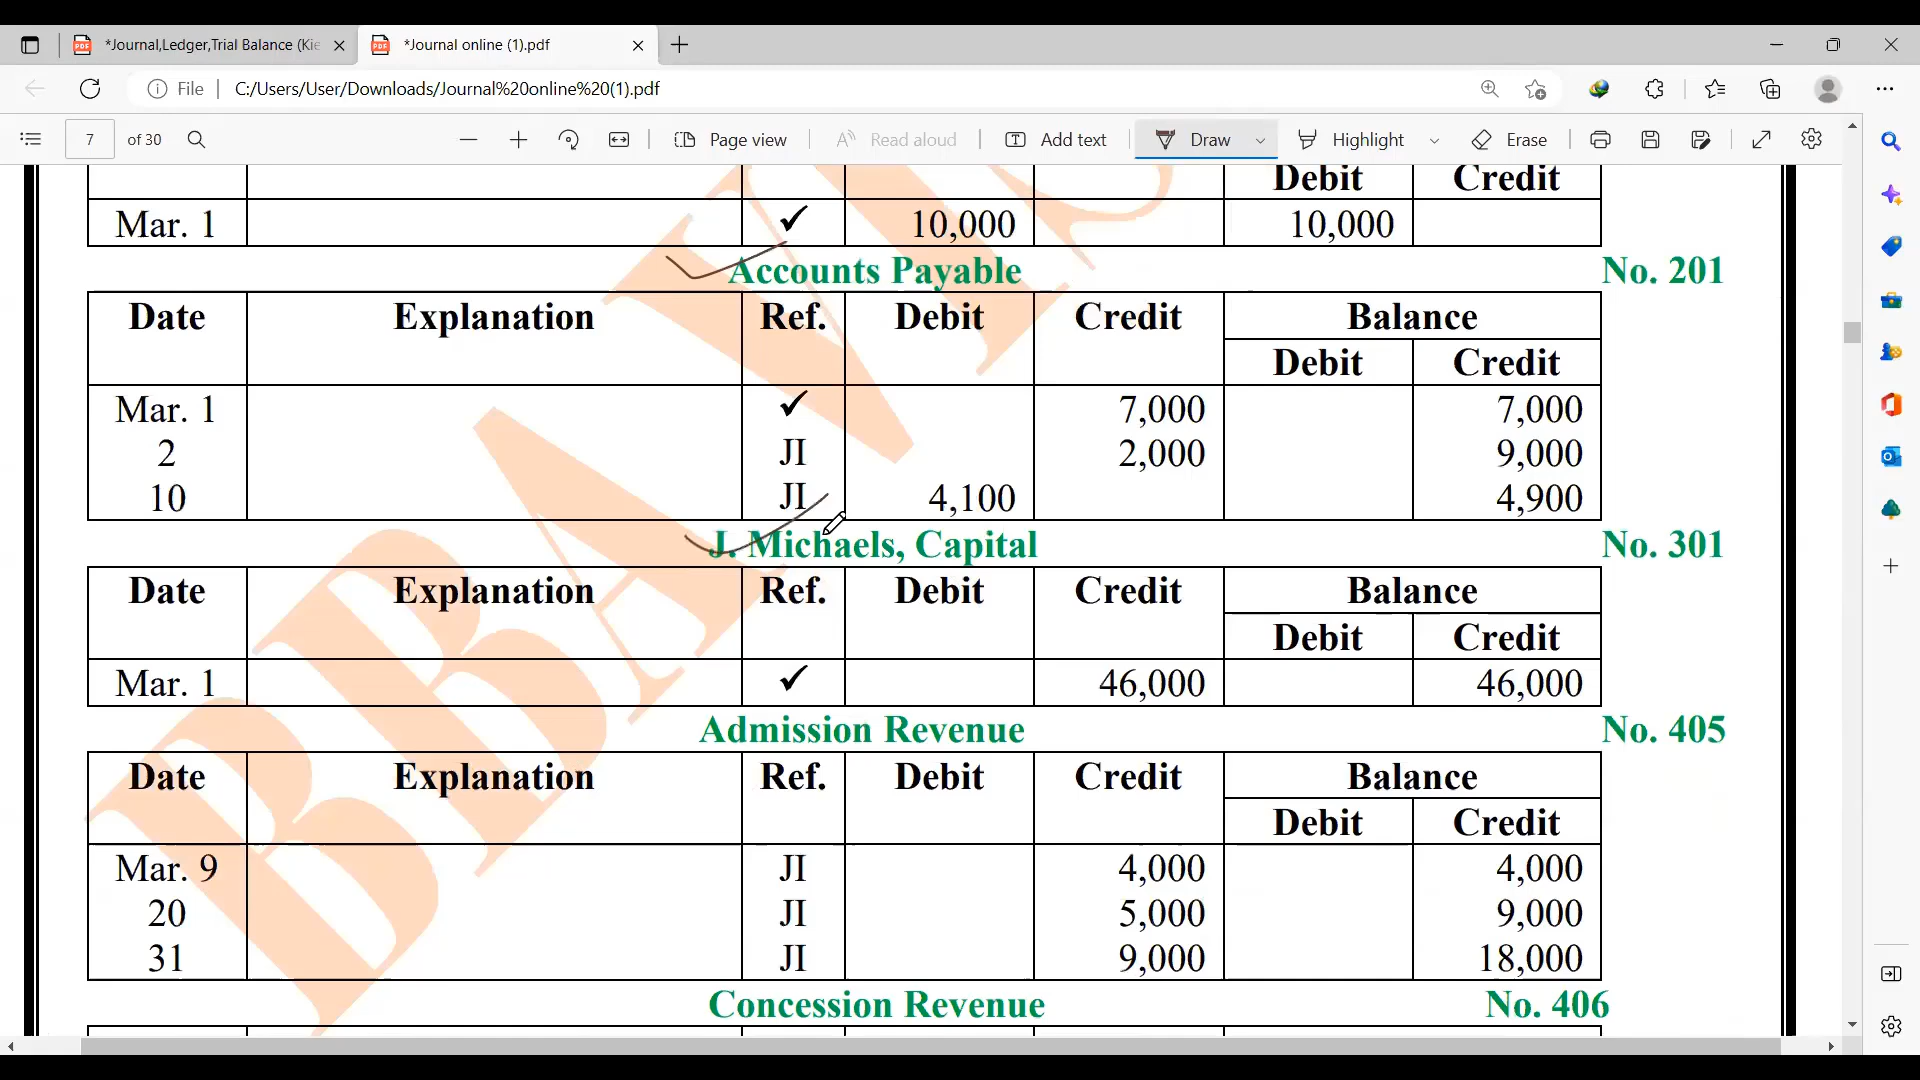 *Journal,Ledger,Trial Balance (Kie
*Journal online (1).pdf
File C:/Users/User/Downloads/Journal%20online%20(1).pdf
7 of 30 Page view Read aloud Add text Draw Highlight Erase
Debit Credit
Mar. 1 ✓ 10,000 10,000
Accounts Payable No. 201
Date Explanation Ref. Debit Credit Balance
Debit Credit
Mar. 1 ✓ 7,000 7,000
2 JI 2,000 9,000
10 JI 4,100 4,900
J. Michaels, Capital No. 301
Date Explanation Ref. Debit Credit Balance
Debit Credit
Mar. 1 ✓ 46,000 46,000
Admission Revenue No. 405
Date Explanation Ref. Debit Credit Balance
Debit Credit
Mar. 9 JI 4,000 4,000
20 JI 5,000 9,000
31 JI 9,000 18,000
Concession Revenue No. 406